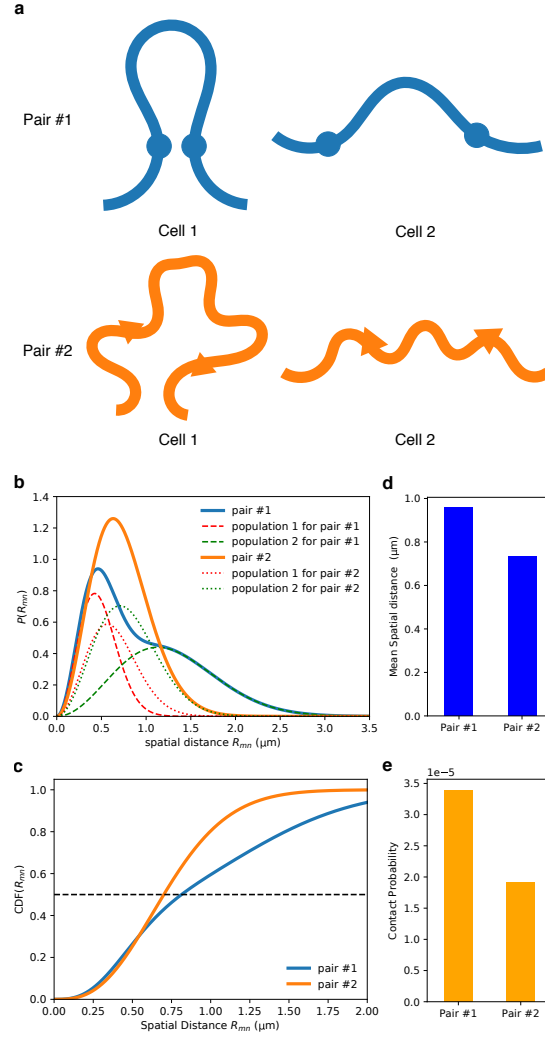 a
Pair #1
Cell 1
Cell 2
Pair #2
Cell 1
Cell 2
b
1.4
1.2
1.0
0.8
0.6
0.4
0.2
0.0
P(Rmn)
pair #1
population 1 for pair #1
population 2 for pair #1
pair #2
population 1 for pair #2
population 2 for pair #2
0.0 0.5 1.0 1.5 2.0 2.5 3.0 3.5
spatial distance Rmn (μm)
d
1.0
0.8
0.6
0.4
0.2
0.0
Mean Spatial distance (μm)
Pair #1 Pair #2
c
1.0
0.8
0.6
0.4
0.2
0.0
CDF(Rmn)
pair #1
pair #2
0.00 0.25 0.50 0.75 1.00 1.25 1.50 1.75 2.00
Spatial Distance Rmn (μm)
e
1e-5
3.5
3.0
2.5
2.0
1.5
1.0
0.5
0.0
Contact Probability
Pair #1 Pair #2